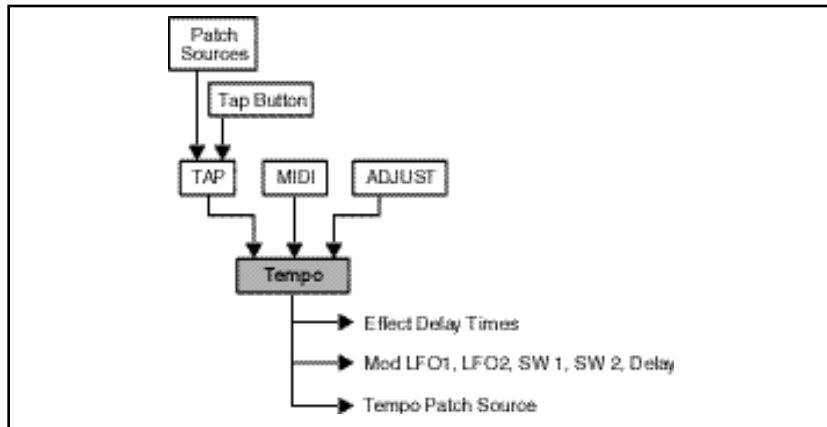 Patch
Sources
Tap Button
TAP
MIDI
ADJUST
Tempo
Effect Delay Times
Mod LFO1, LFO2, SW 1, SW 2, Delay
Tempo Patch Source